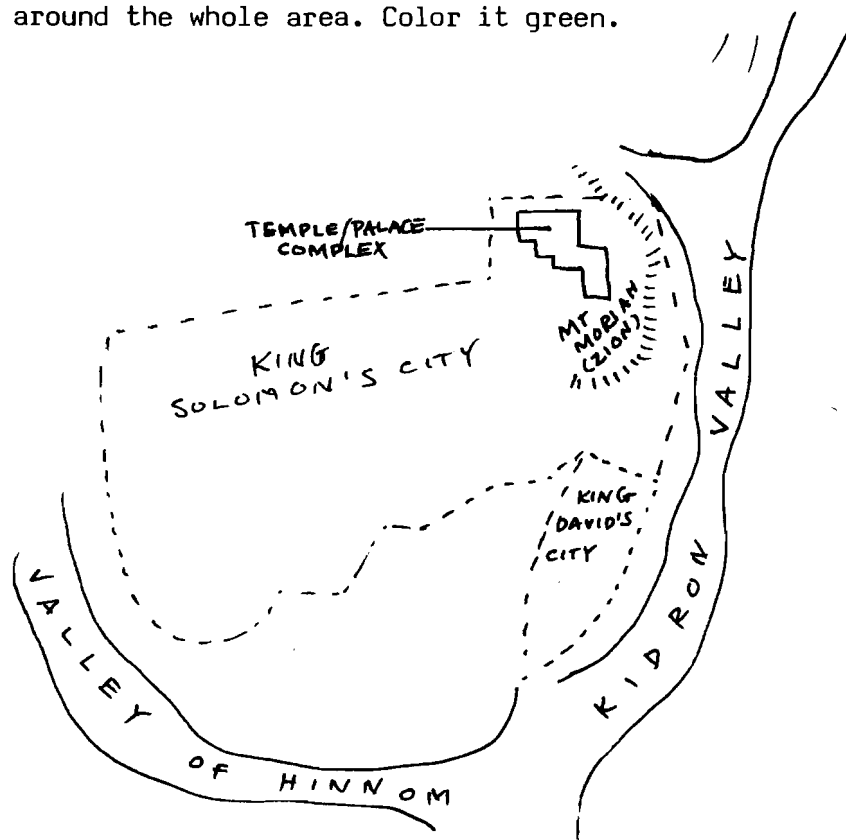 around the whole area. Color it green.
TEMPLE/PALACE
COMPLEX
MT
MORIAH
(ZION)
KING
SOLOMON'S CITY
KING
DAVID'S
CITY
KIDRON VALLEY
VALLEY OF HINNOM